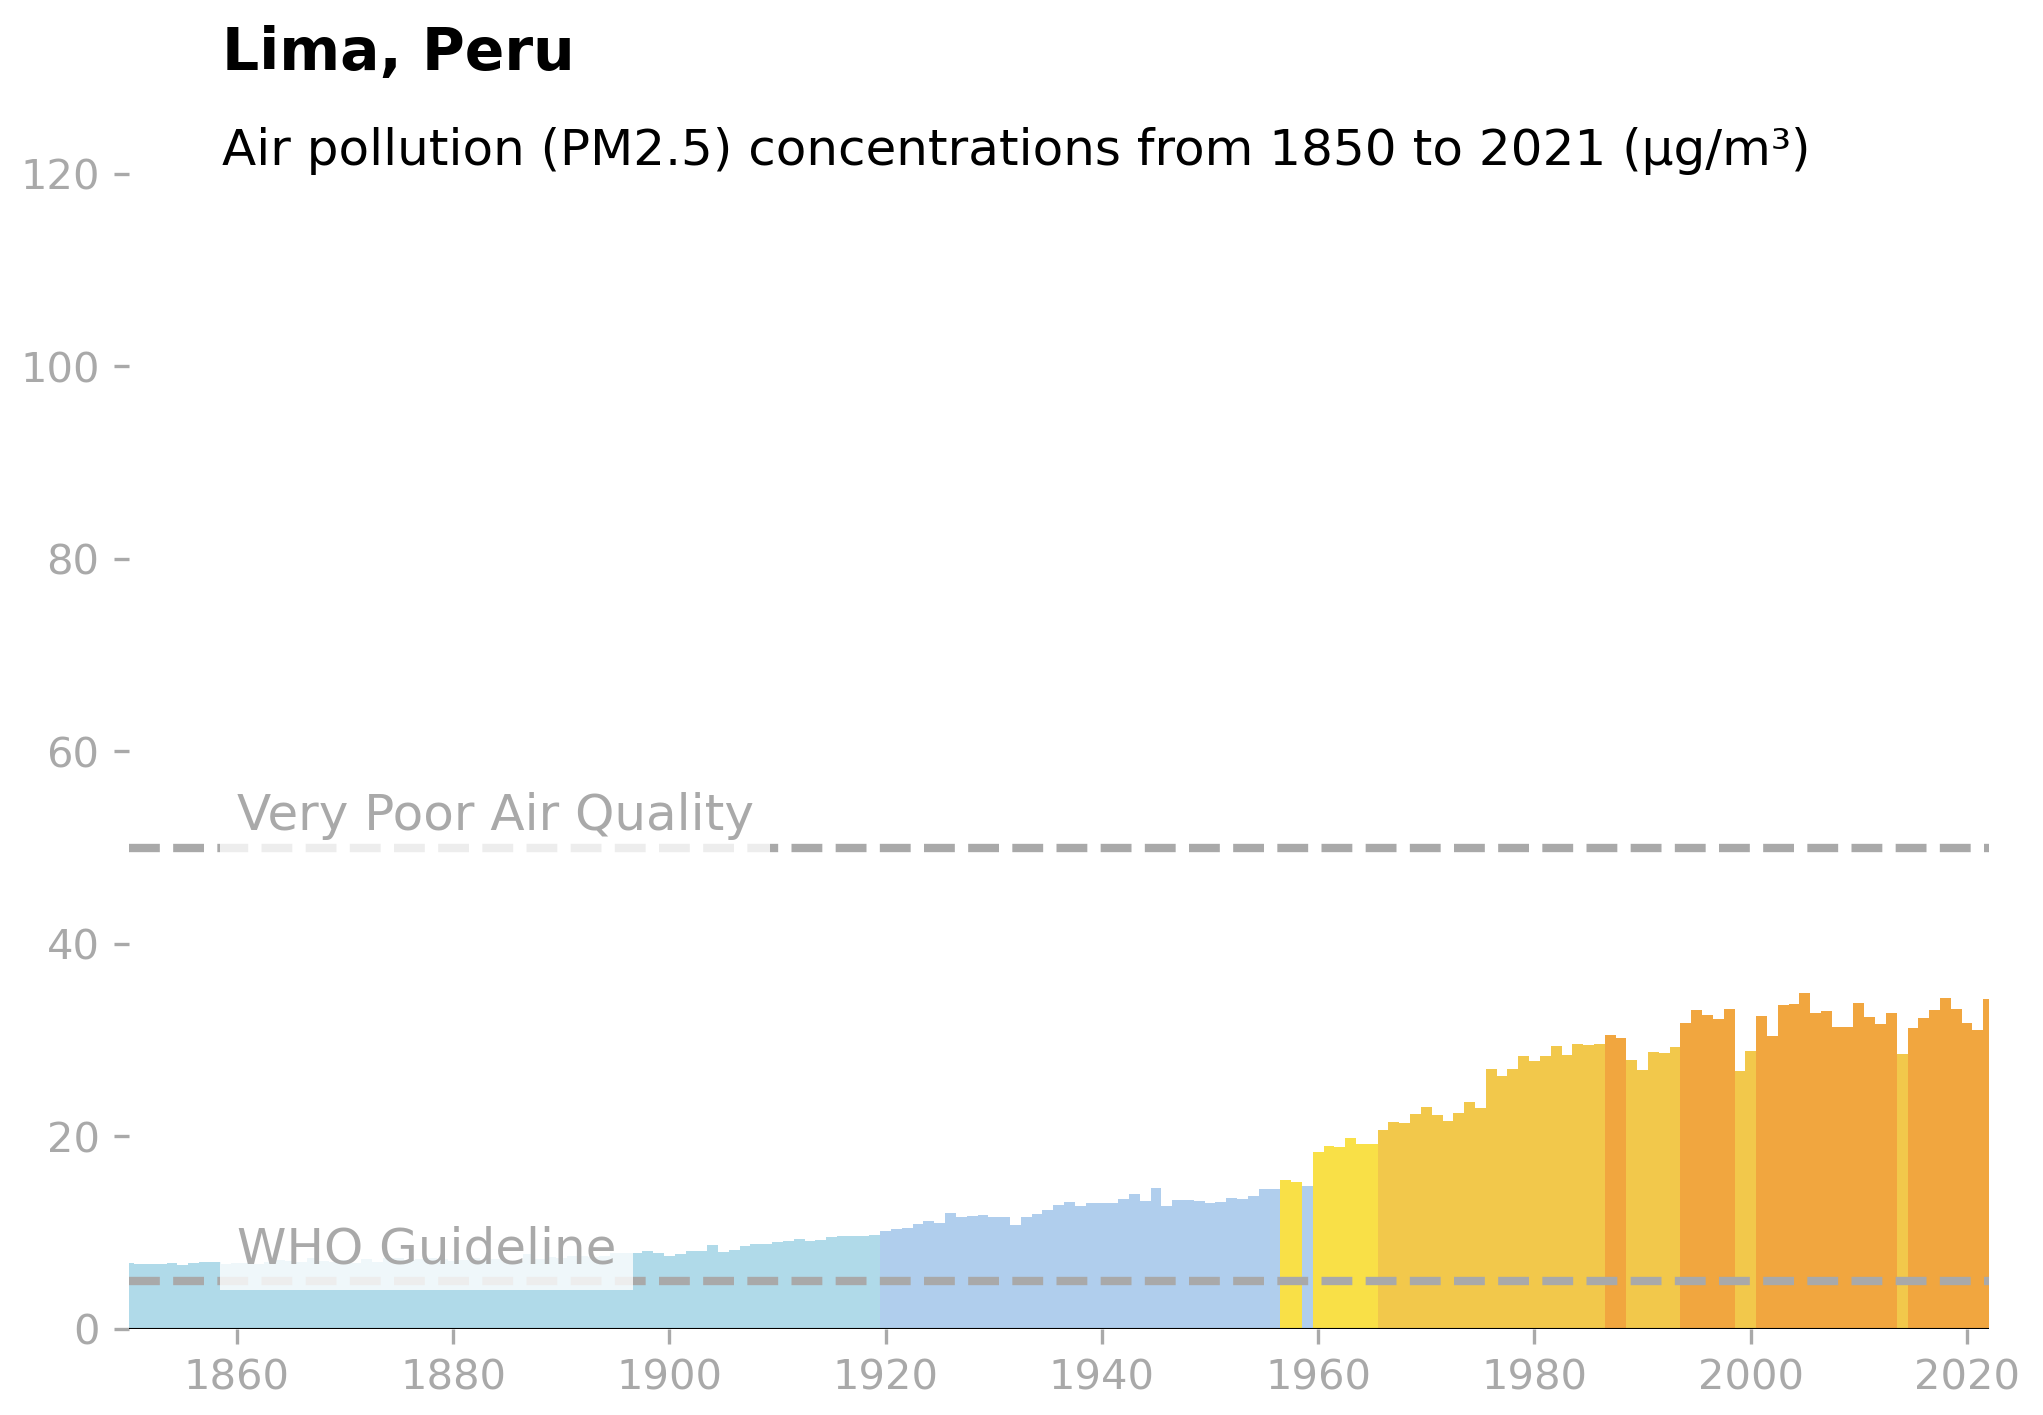 Lima, Peru
Air pollution (PM2.5) concentrations from 1850 to 2021 (µg/m³)
120
100
80
60
Very Poor Air Quality
40
20
WHO Guideline
0
1860 1880 1900 1920 1940 1960 1980 2000 2020